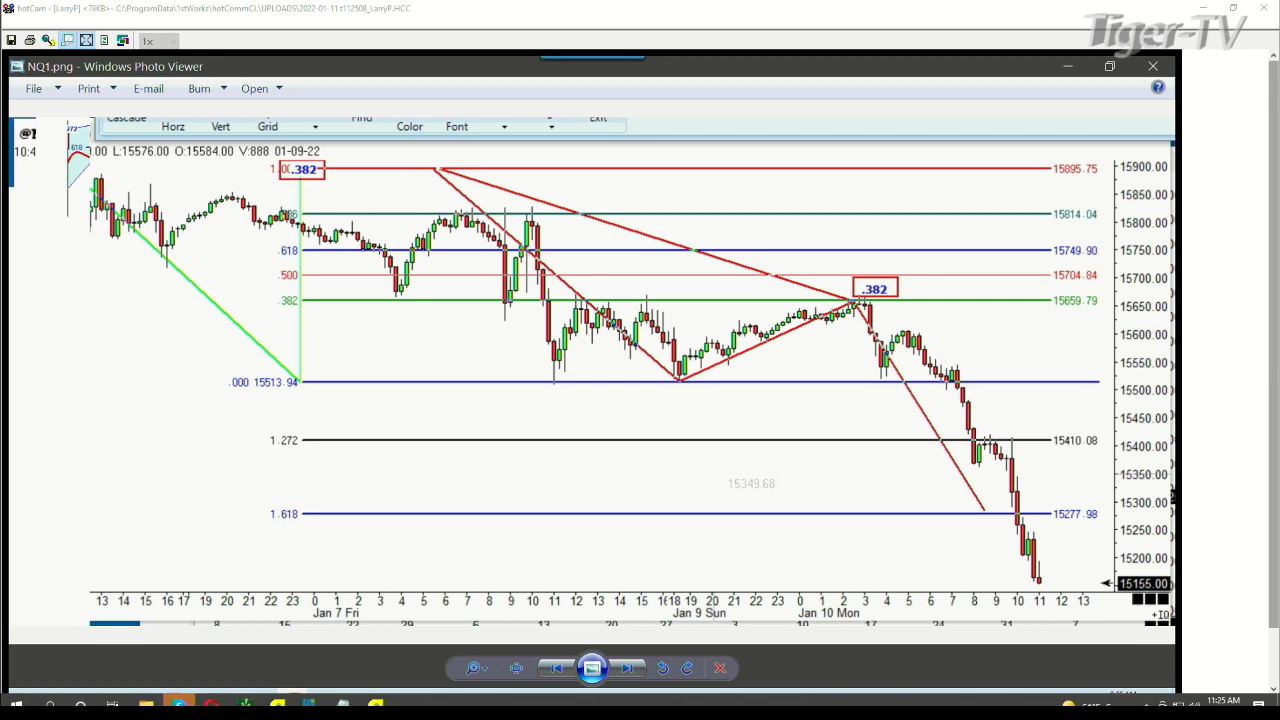 hotCam - [LarryP] <78KB> - C:\ProgramData\1stWorks\hotCommCL\UPLOADS\2022-01-11 t112508_LarryP.HCC
Tiger-TV
1x
NQ1.png - Windows Photo Viewer
File Print E-mail Burn Open
Cascade Find Exit
Horz Vert Grid Color Font
272
618
10:4
.00 L:15576.00 O:15584.00 V:888 01-09-22
.382
15895.75
15814.04
.618 15749.90
.500 15704.84
.382 15659.79
.382
.000 15513.94
1.272 15410.08
15349.68
1.618 15277.98
15900.00
15850.00
15800.00
15750.00
15700.00
15650.00
15600.00
15550.00
15500.00
15450.00
15400.00
15350.00
15300.00
15250.00
15200.00
15155.00
13 14 15 16 17 19 20 21 22 23 0 1 2 3 4 5 6 7 8 9 10 11 12 13 14 15 16 18 19 20 21 22 23 0 1 2 3 4 5 6 7 8 9 10 11 12 13
Jan 7 Fri Jan 9 Sun Jan 10 Mon
8 15 22 29 6 13 20 27 3 10 17 24 31 7
11:25 AM